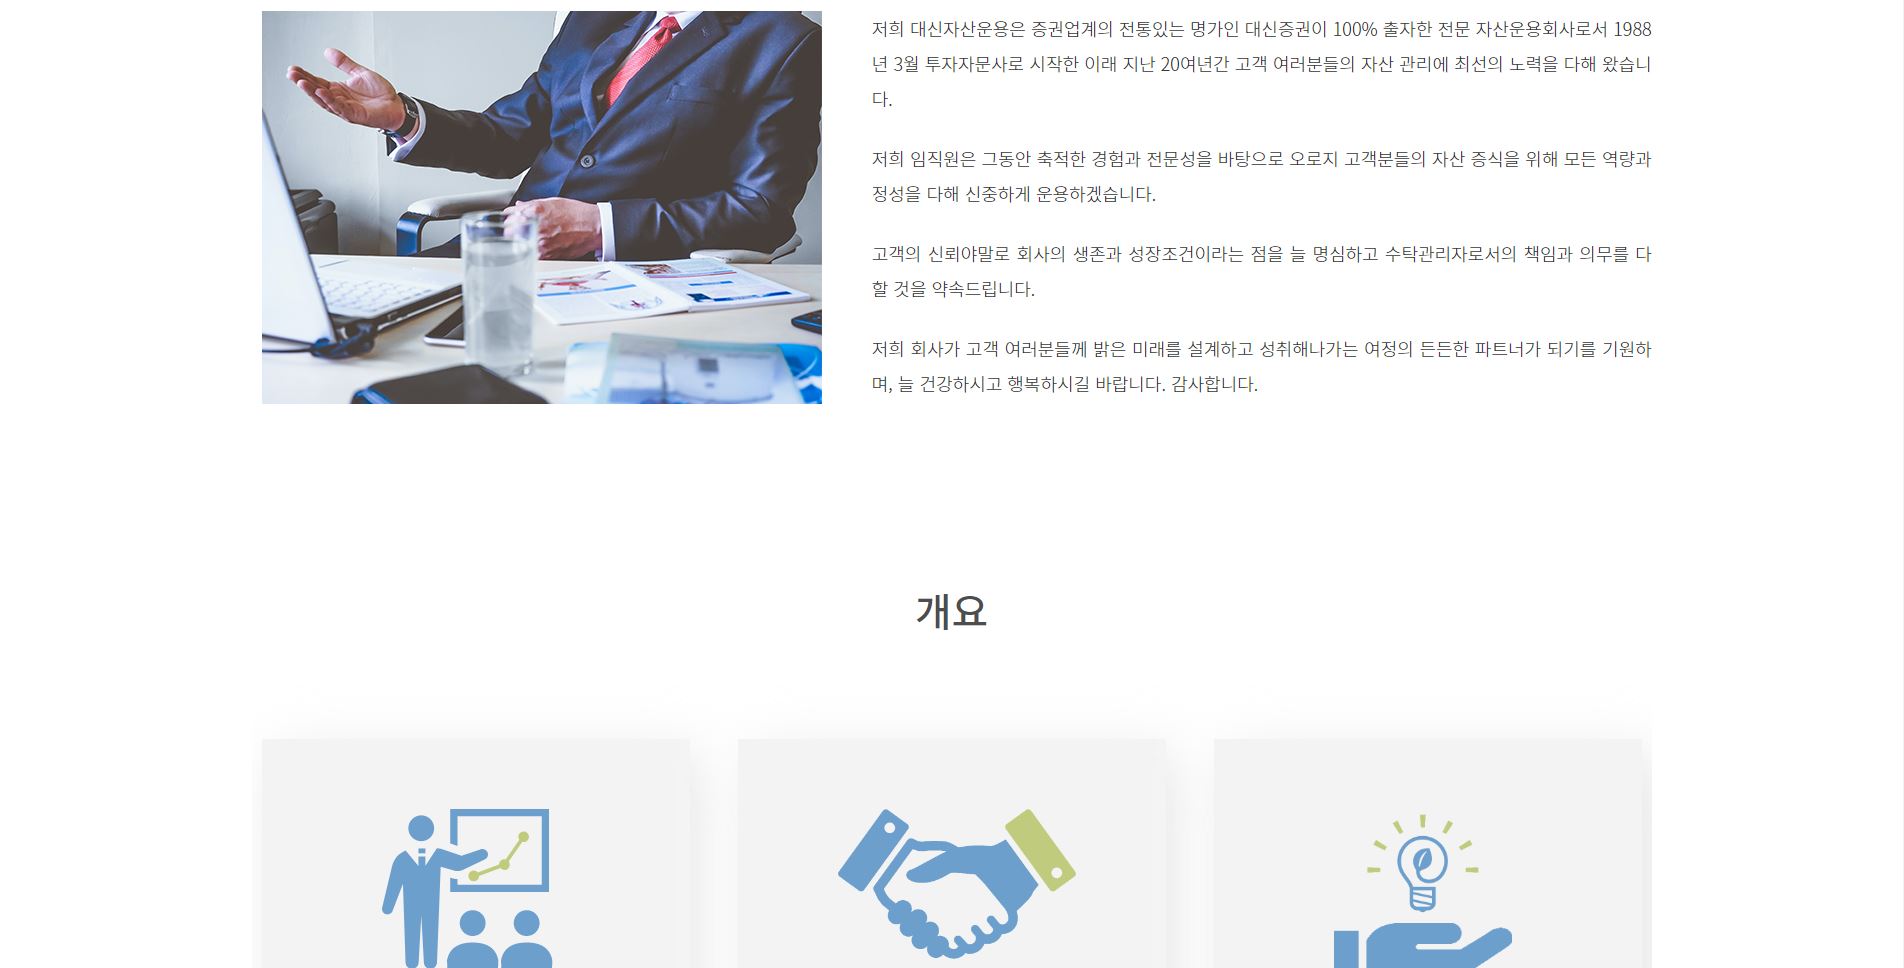 저희 대신자산운용은 증권업계의 전통있는 명가인 대신증권이 100% 출자한 전문 자산운용회사로서 1988
년 3월 투자자문사로 시작한 이래 지난 20여년간 고객 여러분들의 자산 관리에 최선의 노력을 다해 왔습니
다.
저희 임직원은 그동안 축적한 경험과 전문성을 바탕으로 오로지 고객분들의 자산 증식을 위해 모든 역량과
정성을 다해 신중하게 운용하겠습니다.
고객의 신뢰야말로 회사의 생존과 성장조건이라는 점을 늘 명심하고 수탁관리자로서의 책임과 의무를 다
할 것을 약속드립니다.
저희 회사가 고객 여러분들께 밝은 미래를 설계하고 성취해나가는 여정의 든든한 파트너가 되기를 기원하
며, 늘 건강하시고 행복하시길 바랍니다. 감사합니다.
개요